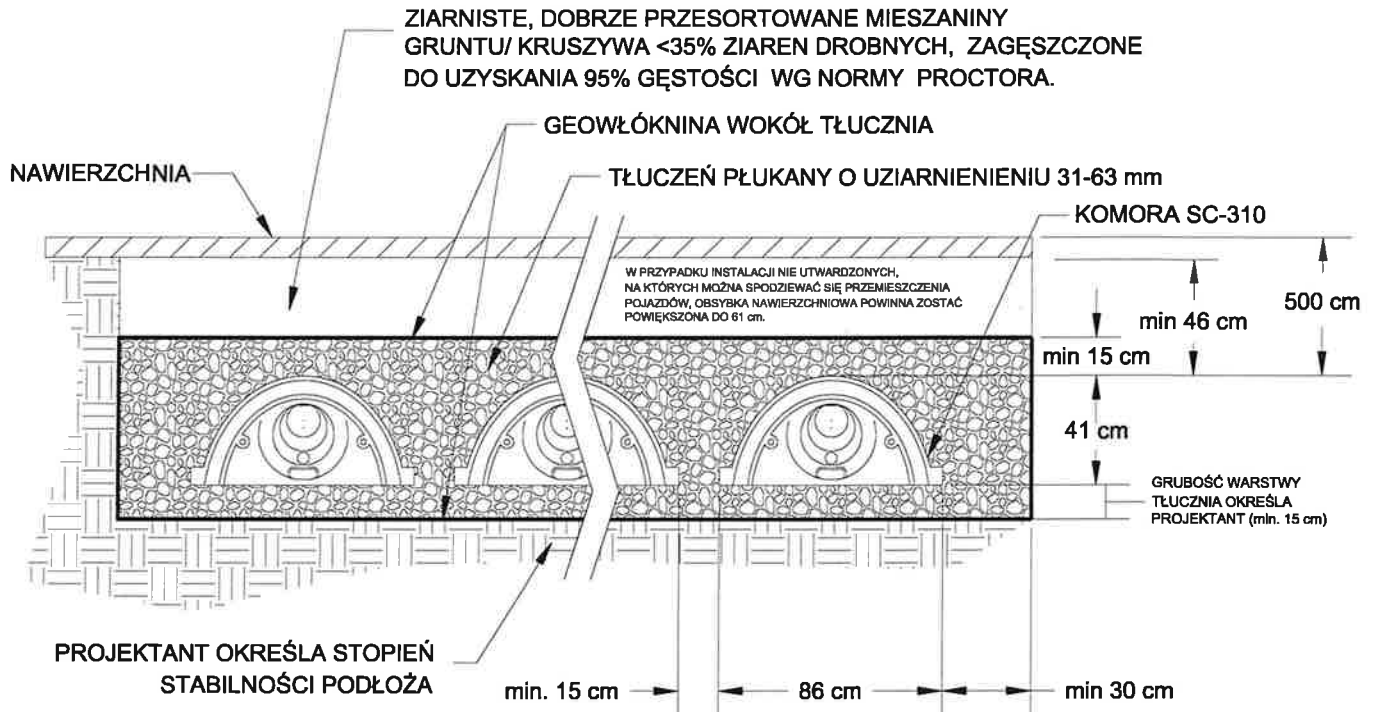 ZIARNISTE, DOBRZE PRZESORTOWANE MIESZANINY
GRUNTU/ KRUSZYWA <35% ZIAREN DROBNYCH, ZAGĘSZCZONE
DO UZYSKANIA 95% GĘSTOŚCI WG NORMY PROCTORA.
GEOWŁÓKNINA WOKÓŁ TŁUCZNIA
NAWIERZCHNIA
TŁUCZEŃ PŁUKANY O UZIARNIENIENIU 31-63 mm
KOMORA SC-310
W PRZYPADKU INSTALACJI NIE UTWARDZONYCH,
NA KTÓRYCH MOŻNA SPODZIEWAĆ SIĘ PRZEMIESZCZENIA
POJAZDÓW, OBSYBKA NAWIERZCHNIOWA POWINNA ZOSTAĆ
POWIĘKSZONA DO 61 cm.
500 cm
min 46 cm
min 15 cm
41 cm
GRUBOŚĆ WARSTWY
TŁUCZNIA OKREŚLA
PROJEKTANT (min. 15 cm)
PROJEKTANT OKREŚLA STOPIEŃ
STABILNOŚCI PODŁOŻA
min. 15 cm
86 cm
min 30 cm